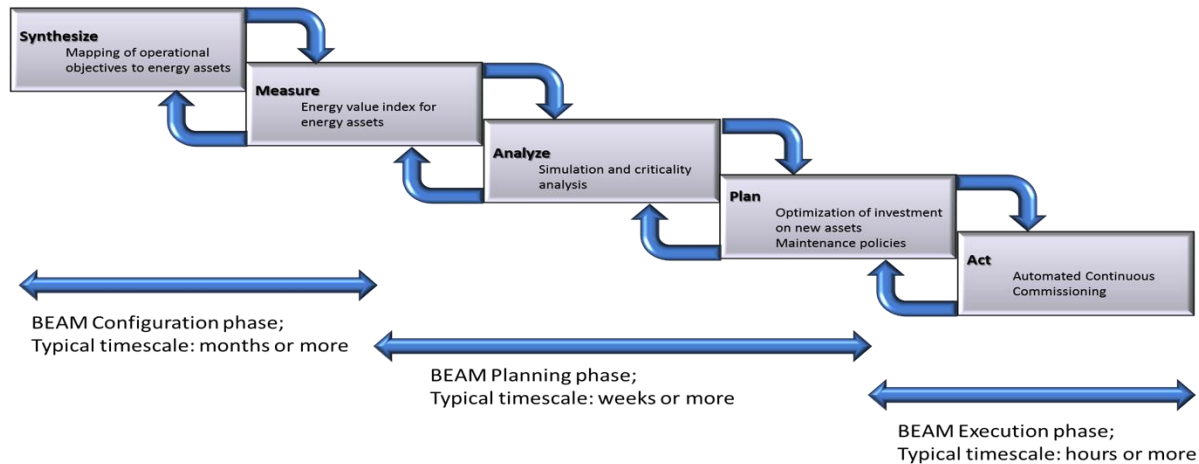 Synthesize
Mapping of operational
objectives to energy assets
Measure
Energy value index for
energy assets
Analyze
Simulation and criticality
analysis
Plan
Optimization of investment
on new assets
Maintenance policies
Act
Automated Continuous
Commissioning
BEAM Configuration phase;
Typical timescale: months or more
BEAM Planning phase;
Typical timescale: weeks or more
BEAM Execution phase;
Typical timescale: hours or more